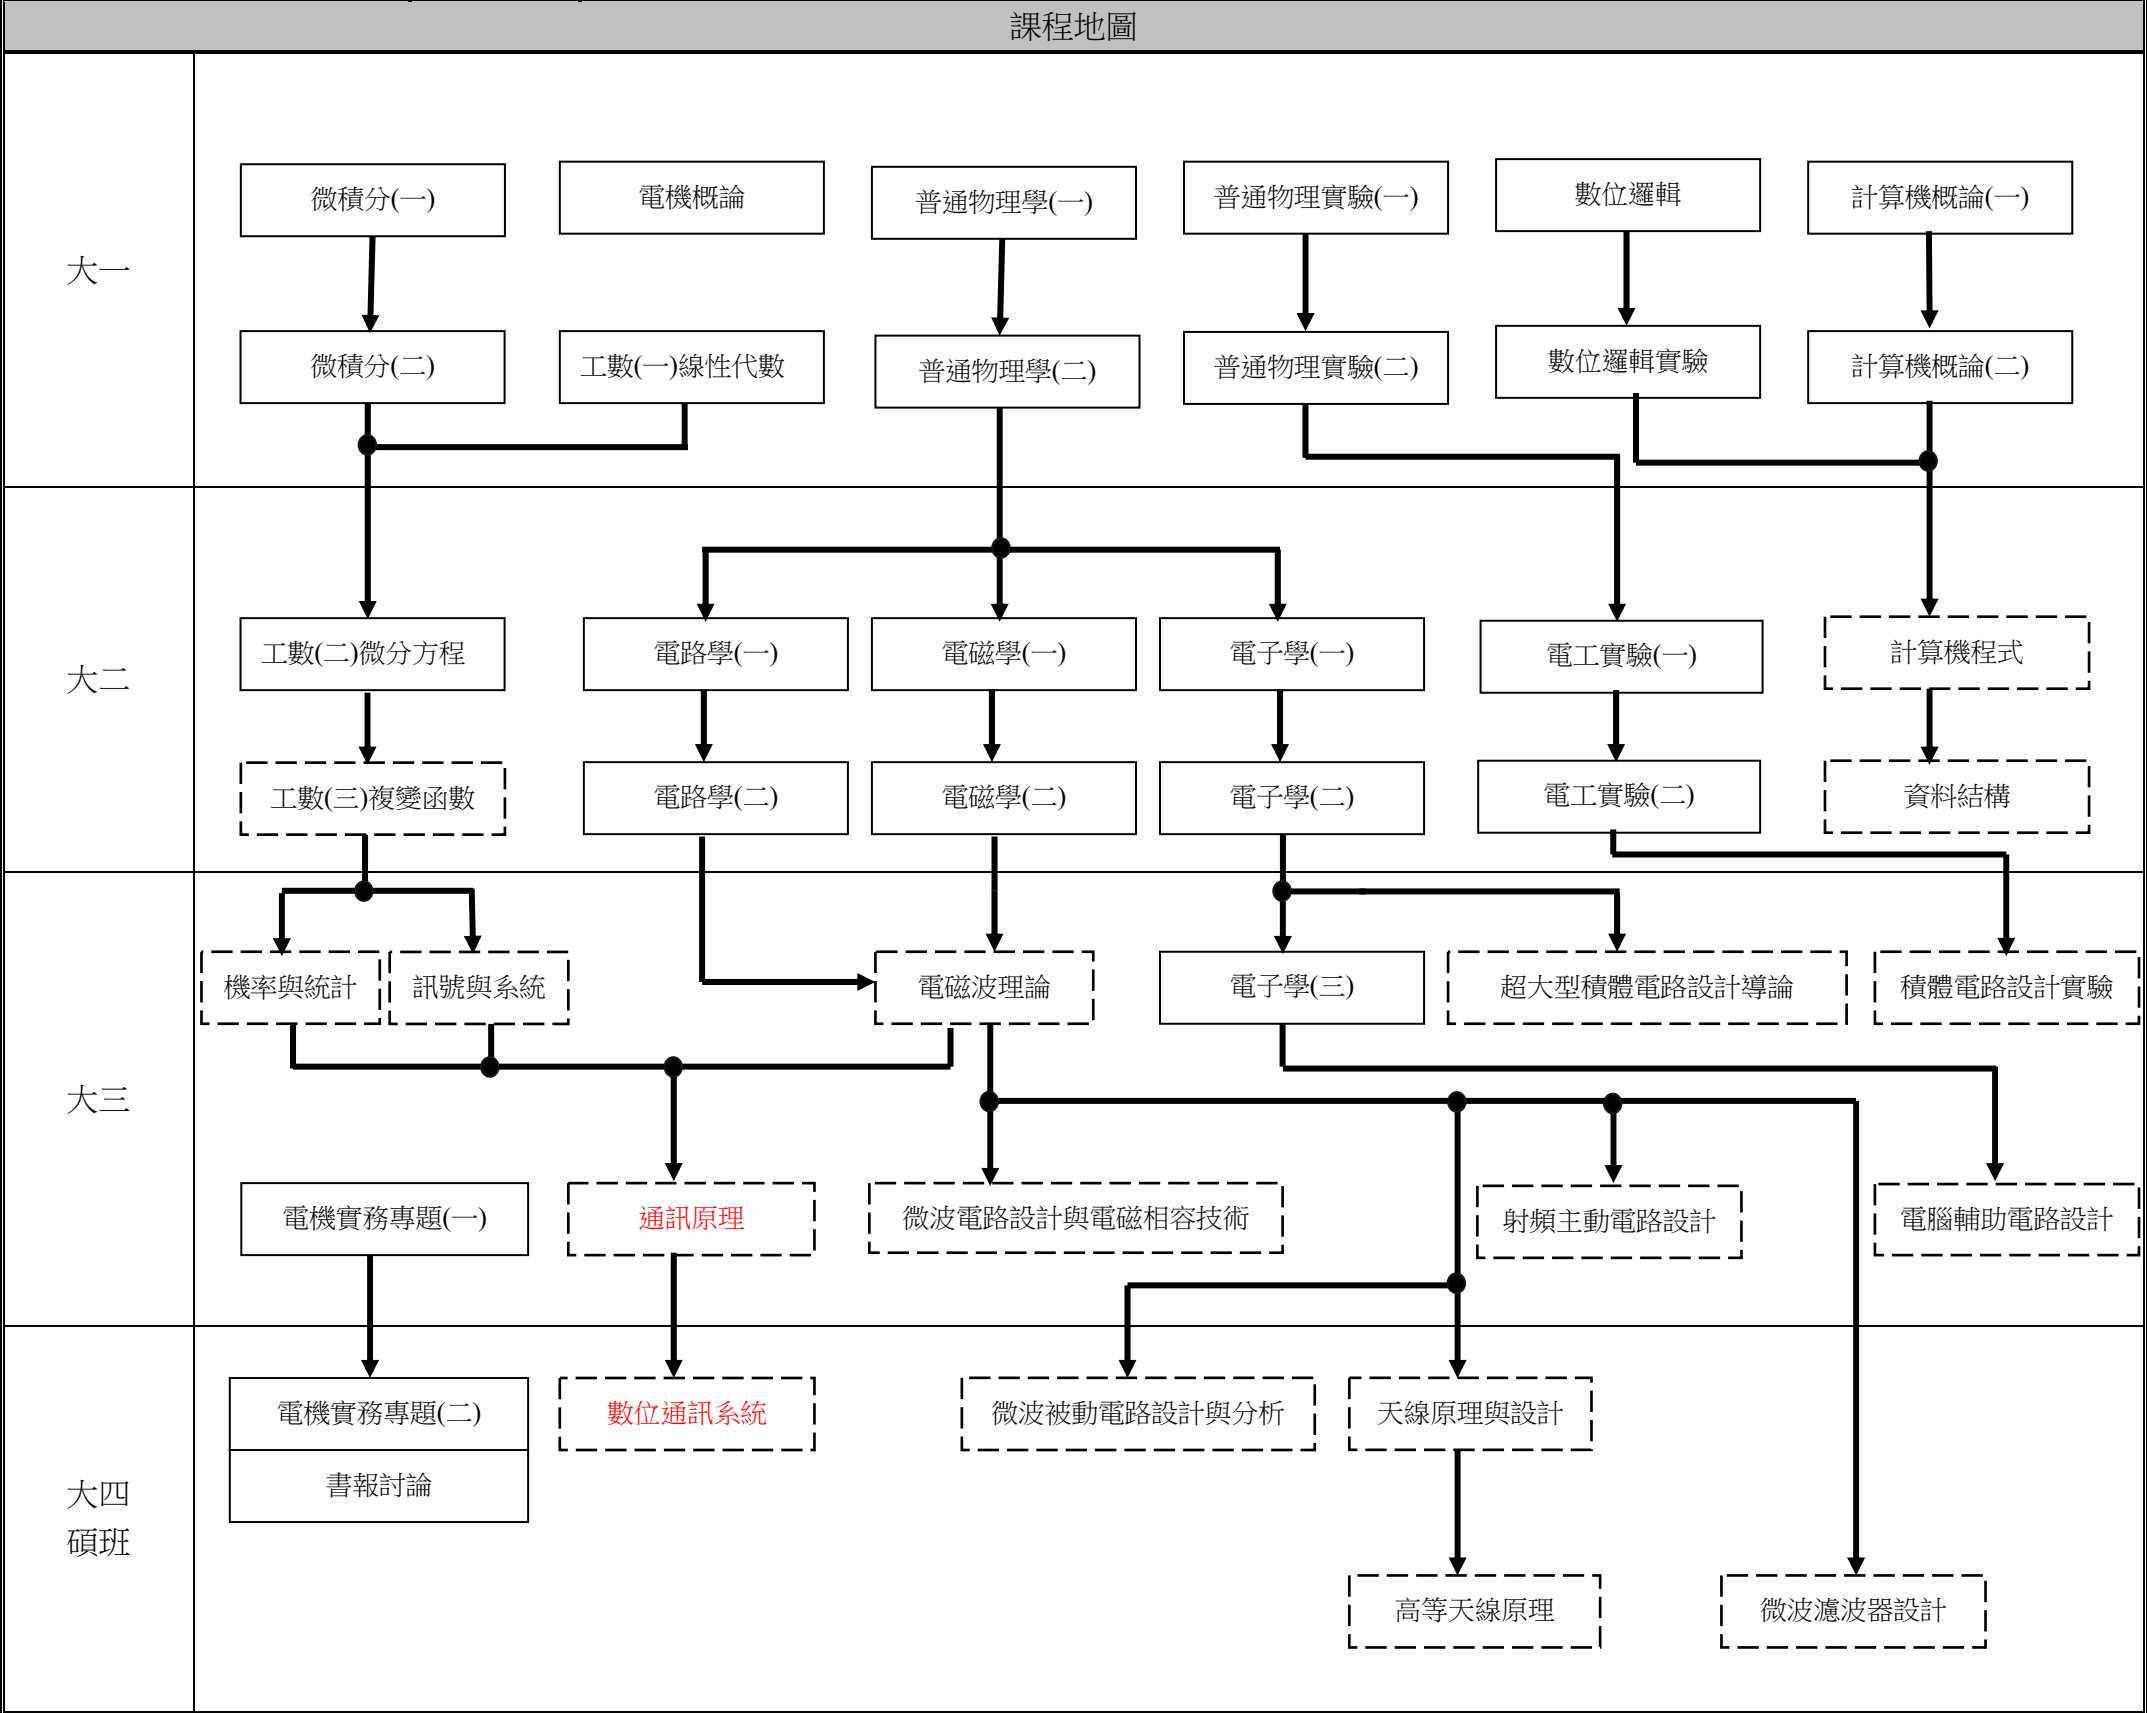 課程地圖
大一
微積分(一)
電機概論
普通物理學(一)
普通物理實驗(一)
數位邏輯
計算機概論(一)
微積分(二)
工數(一)線性代數
普通物理學(二)
普通物理實驗(二)
數位邏輯實驗
計算機概論(二)
大二
工數(二)微分方程
電路學(一)
電磁學(一)
電子學(一)
電工實驗(一)
計算機程式
工數(三)複變函數
電路學(二)
電磁學(二)
電子學(二)
電工實驗(二)
資料結構
大三
機率與統計
訊號與系統
電磁波理論
電子學(三)
超大型積體電路設計導論
積體電路設計實驗
電機實務專題(一)
通訊原理
微波電路設計與電磁相容技術
射頻主動電路設計
電腦輔助電路設計
大四
碩班
電機實務專題(二)
數位通訊系統
微波被動電路設計與分析
天線原理與設計
書報討論
高等天線原理
微波濾波器設計